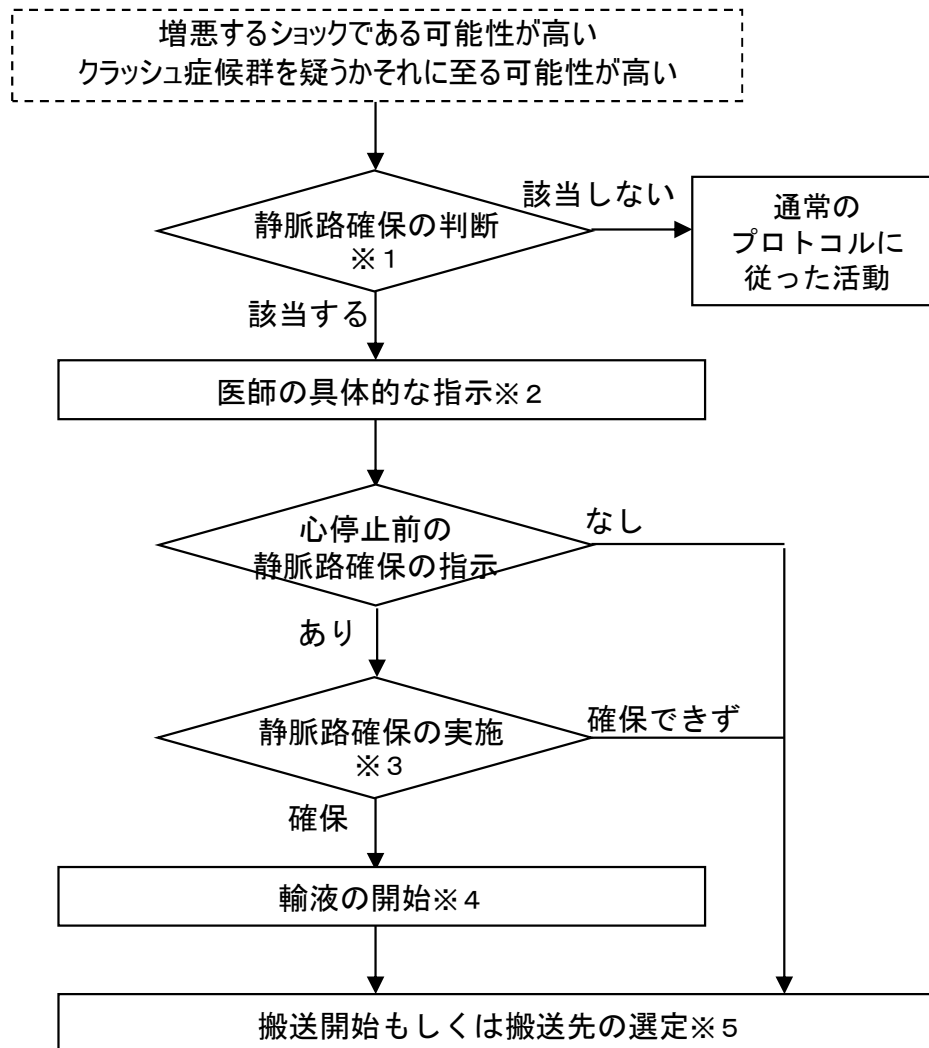 増悪するショックである可能性が高い
クラッシュ症候群を疑うかそれに至る可能性が高い
静脈路確保の判断
※1
該当しない
通常の
プロトコルに
従った活動
該当する
医師の具体的な指示※2
心停止前の
静脈路確保の指示
なし
あり
静脈路確保の実施
※3
確保できず
確保
輸液の開始※4
搬送開始もしくは搬送先の選定※5